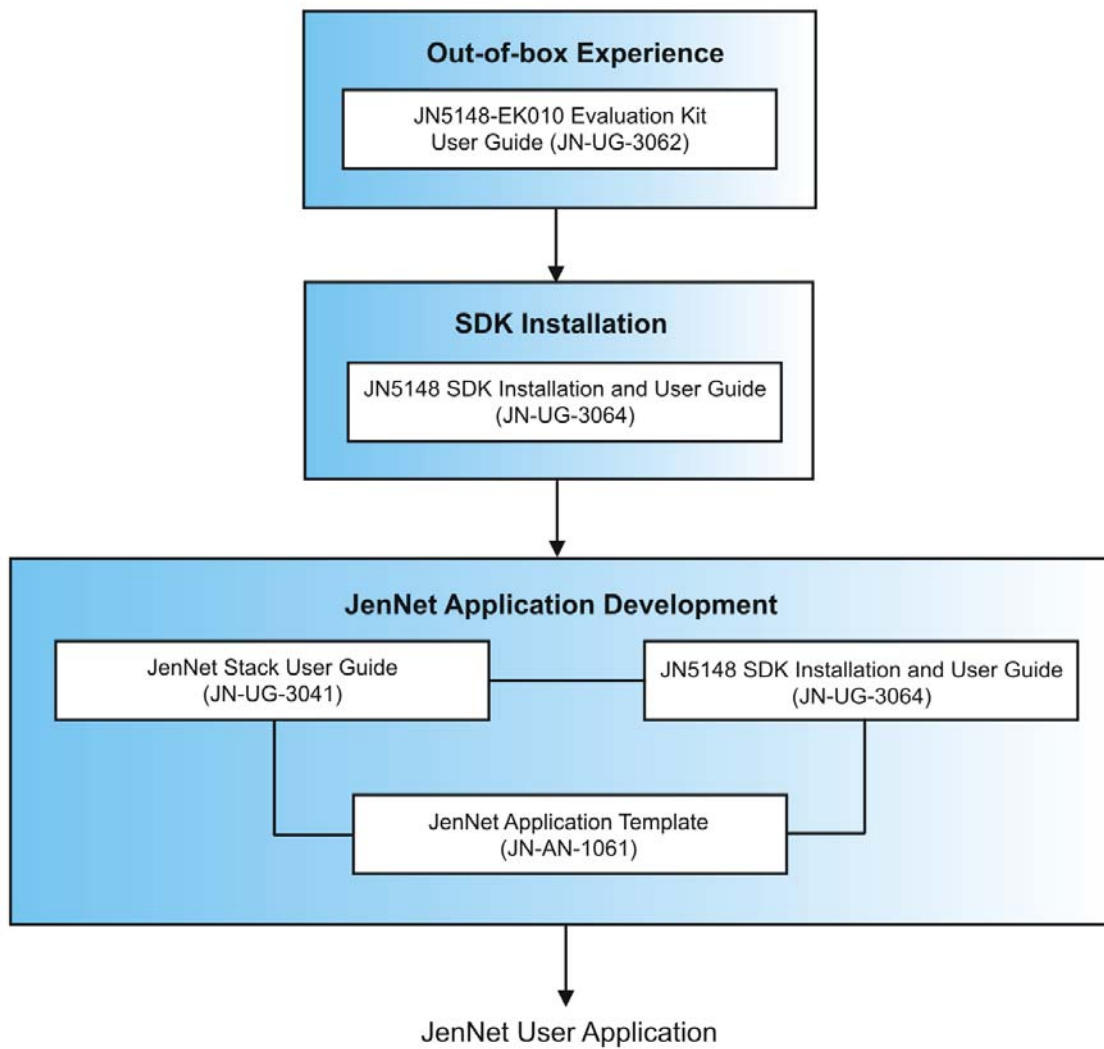 Out-of-box Experience
JN5148-EK010 Evaluation Kit
User Guide (JN-UG-3062)
SDK Installation
JN5148 SDK Installation and User Guide
(JN-UG-3064)
JenNet Application Development
JenNet Stack User Guide
(JN-UG-3041)
JN5148 SDK Installation and User Guide
(JN-UG-3064)
JenNet Application Template
(JN-AN-1061)
JenNet User Application